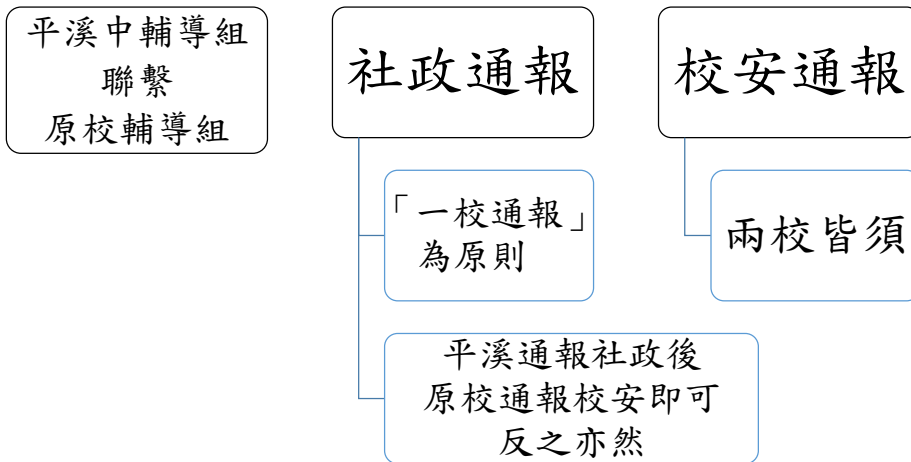 平溪中輔導組
聯繫
原校輔導組
社政通報
「一校通報」
為原則
平溪通報社政後
原校通報校安即可
反之亦然
校安通報
兩校皆須